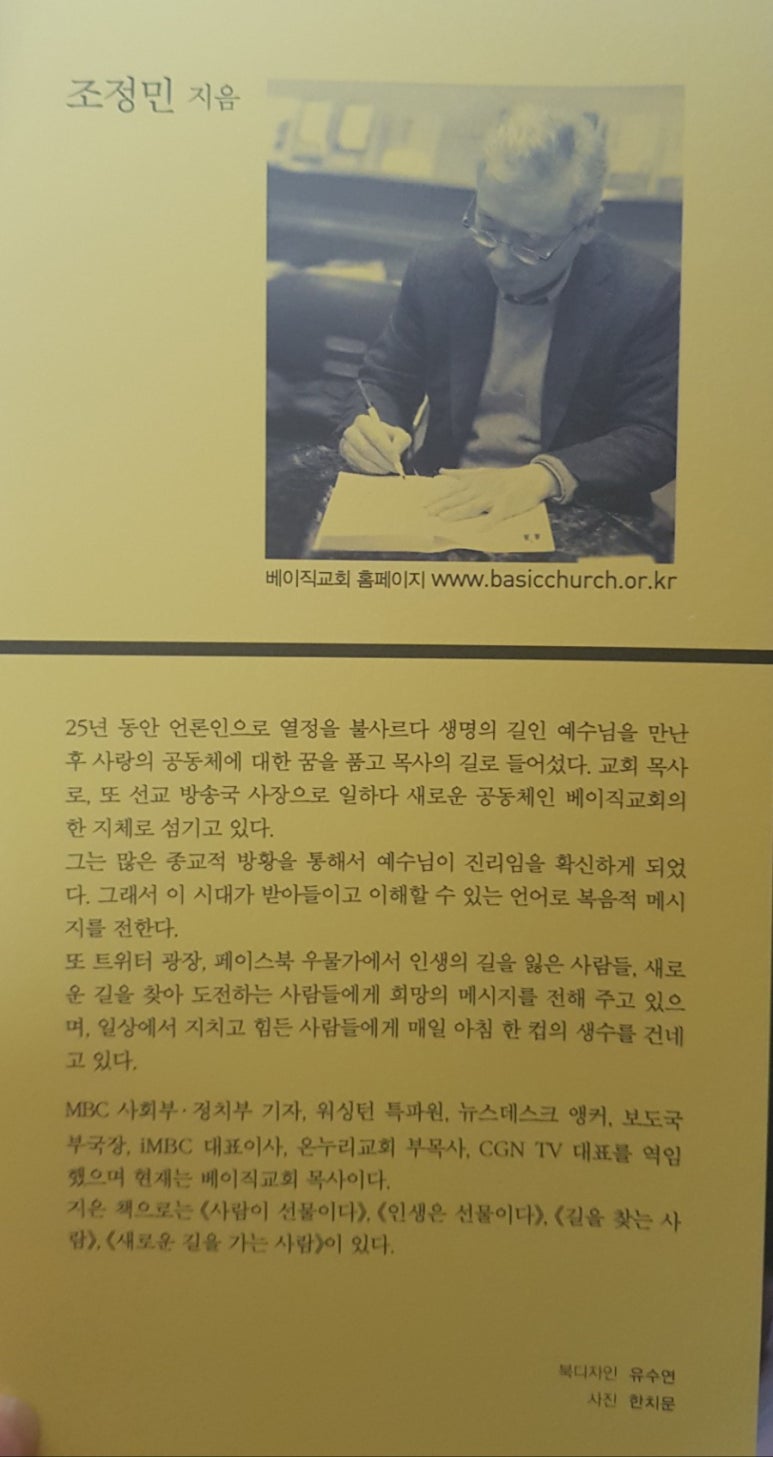 조정민 지음
베이직교회 홈페이지 www.basicchurch.or.kr
25년 동안 언론인으로 열정을 불사르다 생명의 길인 예수님을 만난
후 사랑의 공동체에 대한 꿈을 품고 목사의 길로 들어섰다. 교회 목사
로, 또 선교 방송국 사장으로 일하다 새로운 공동체인 베이직교회의
한 지체로 섬기고 있다.
그는 많은 종교적 방황을 통해서 예수님이 진리임을 확신하게 되었
다. 그래서 이 시대가 받아들이고 이해할 수 있는 언어로 복음적 메시
지를 전한다.
또 트위터 광장, 페이스북 우물가에서 인생의 길을 잃은 사람들, 새로
운 길을 찾아 도전하는 사람들에게 희망의 메시지를 전해 주고 있으
며, 일상에서 지치고 힘든 사람들에게 매일 아침 한 컵의 생수를 건네
고 있다.
MBC 사회부·정치부 기자, 워싱턴 특파원, 뉴스데스크 앵커, 보도국
부국장, iMBC 대표이사, 온누리교회 부목사, CGN TV 대표를 역임
했으며 현재는 베이직교회 목사이다.
지은 책으로는 《사람이 선물이다》, 《인생은 선물이다》, 《길을 찾는 사
람》, 《새로운 길을 가는 사람》이 있다.
북디자인 유수연
사진 한치문